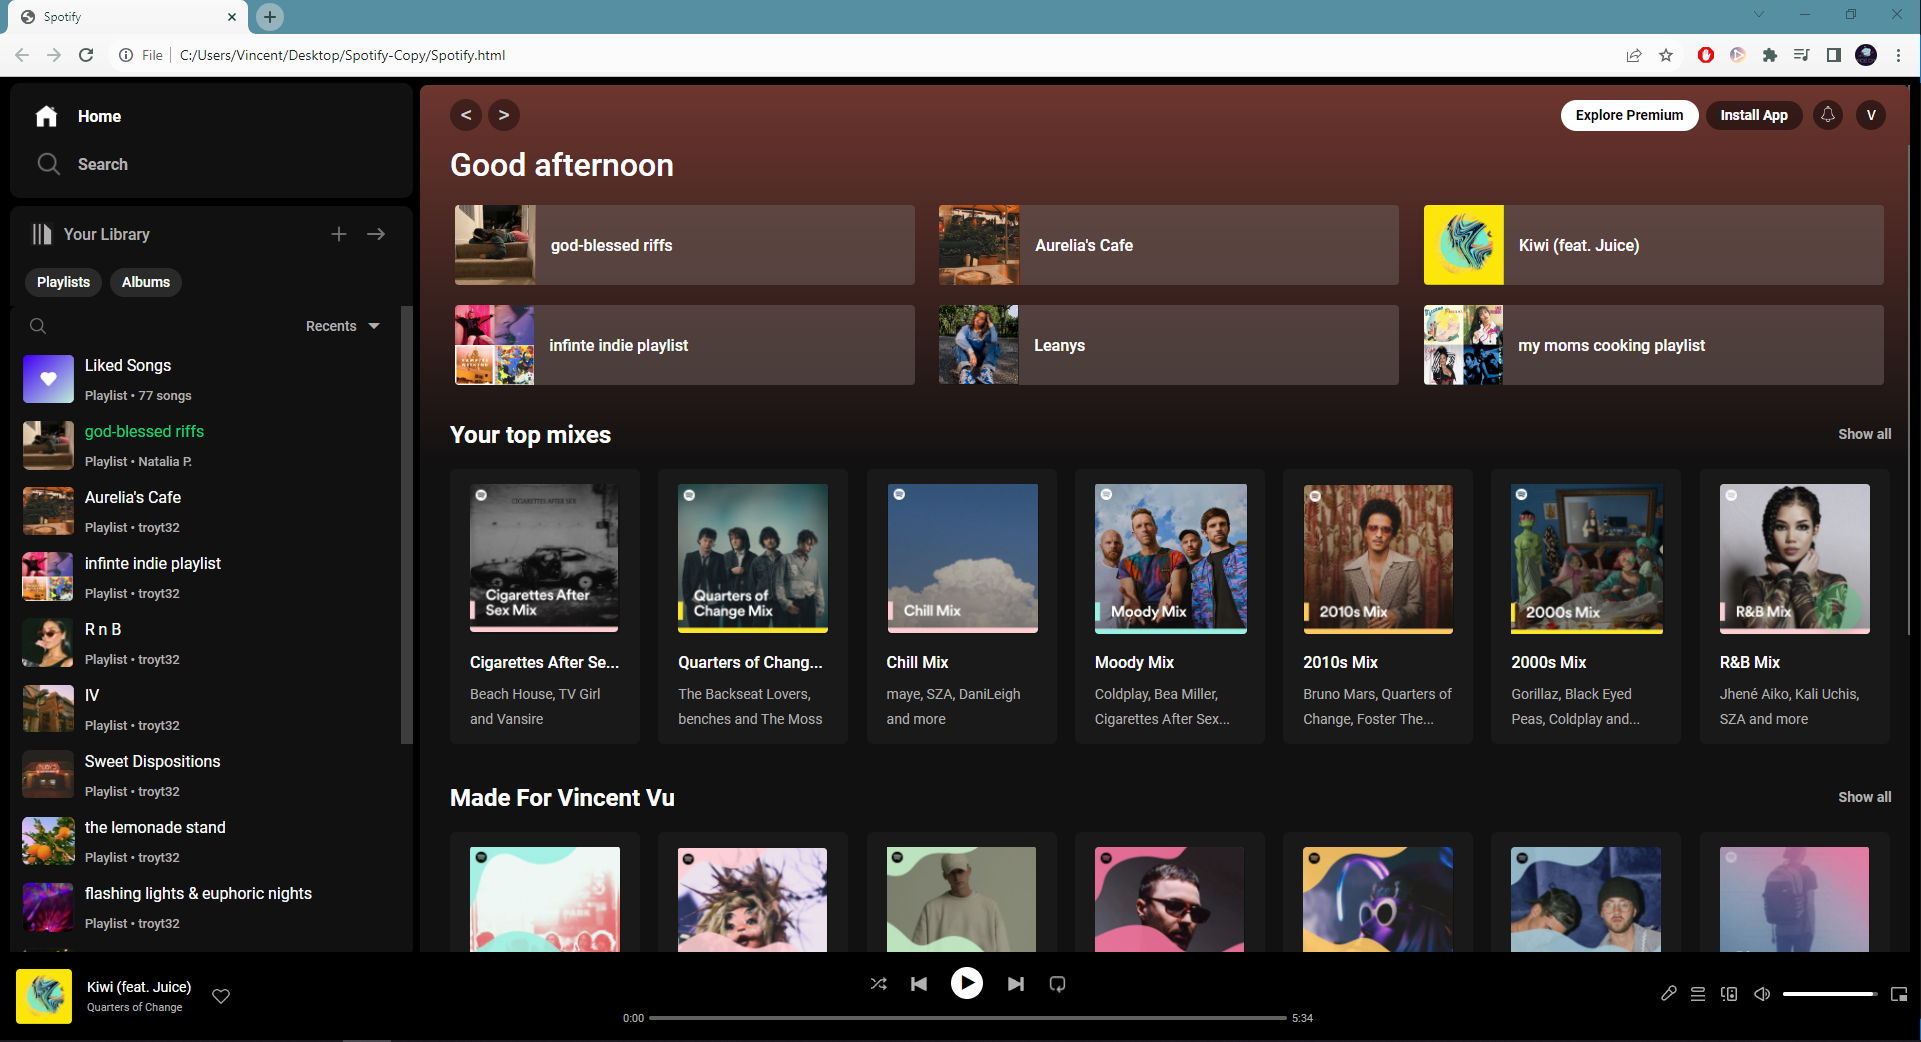 Spotify
File
C:/Users/Vincent/Desktop/Spotify-Copy/Spotify.html
Home
Search
Your Library
Playlists
Albums
Recents
Liked Songs
Playlist • 77 songs
god-blessed riffs
Playlist • Natalia P.
Aurelia's Cafe
Playlist • troyt32
infinte indie playlist
Playlist • troyt32
R n B
Playlist • troyt32
IV
Playlist • troyt32
Sweet Dispositions
Playlist • troyt32
the lemonade stand
Playlist • troyt32
flashing lights & euphoric nights
Playlist • troyt32
< >
Explore Premium
Install App
V
Good afternoon
god-blessed riffs
Aurelia's Cafe
Kiwi (feat. Juice)
infinte indie playlist
Leanys
my moms cooking playlist
Your top mixes
Show all
CIGARETTES AFTER SEX
Cigarettes After
Sex Mix
Cigarettes After Se...
Beach House, TV Girl
and Vansire
Quarters of
Change Mix
Quarters of Chang...
The Backseat Lovers,
benches and The Moss
Chill Mix
Chill Mix
maye, SZA, DaniLeigh
and more
Moody Mix
Moody Mix
Coldplay, Bea Miller,
Cigarettes After Sex...
2010s Mix
2010s Mix
Bruno Mars, Quarters of
Change, Foster The...
2000s Mix
2000s Mix
Gorillaz, Black Eyed
Peas, Coldplay and...
R&B Mix
R&B Mix
Jhené Aiko, Kali Uchis,
SZA and more
Made For Vincent Vu
Show all
PARK
Kiwi (feat. Juice)
Quarters of Change
0:00
5:34